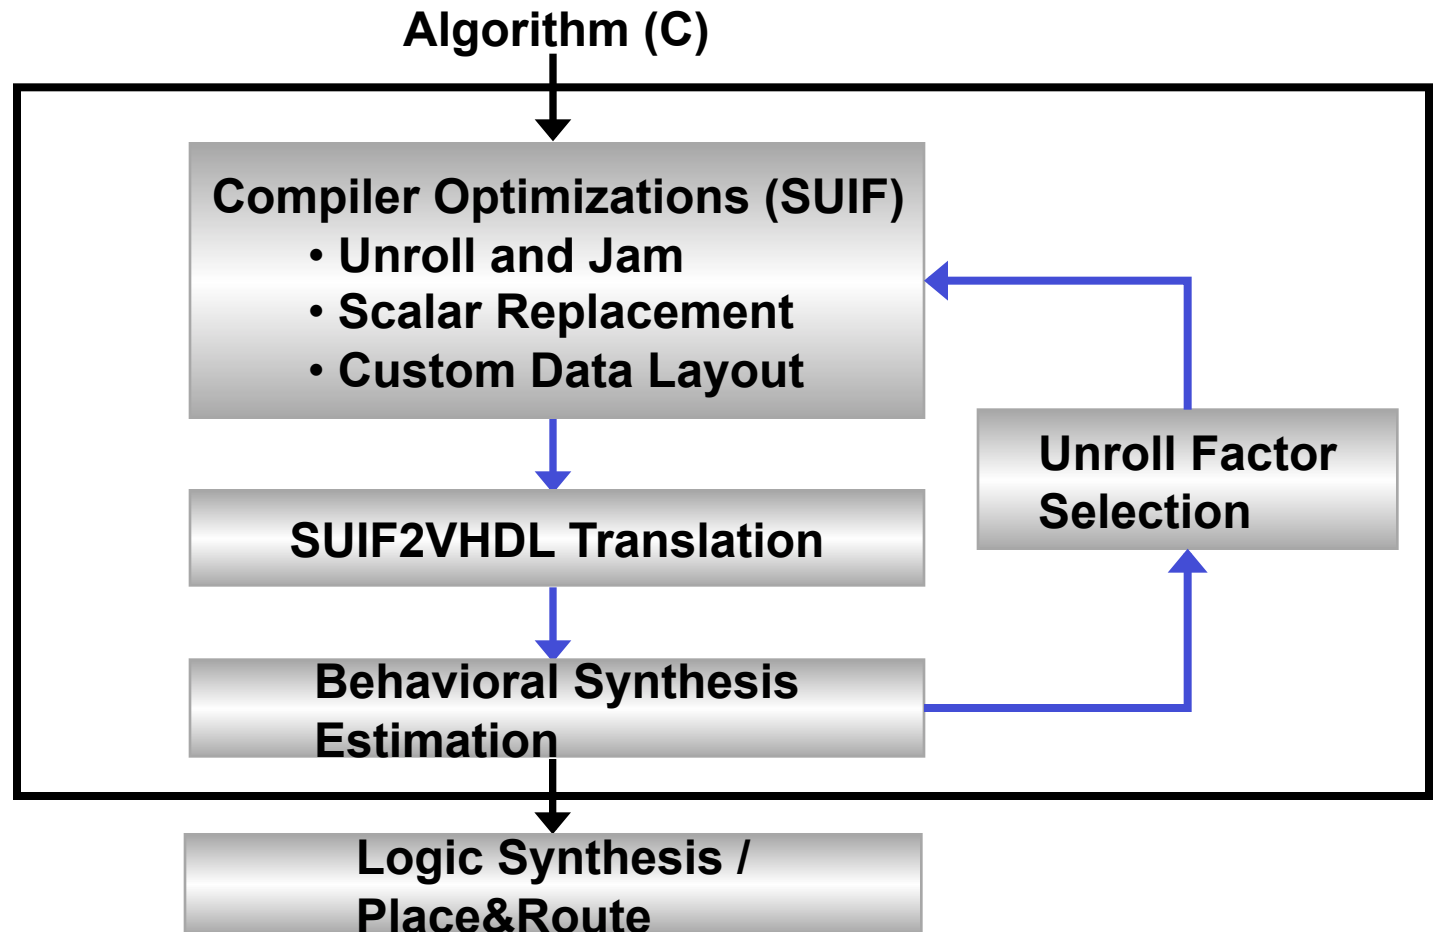 Algorithm (C)
Compiler Optimizations (SUIF)
• Unroll and Jam
• Scalar Replacement
• Custom Data Layout
Unroll Factor
Selection
SUIF2VHDL Translation
Behavioral Synthesis
Estimation
Logic Synthesis /
Place&Route